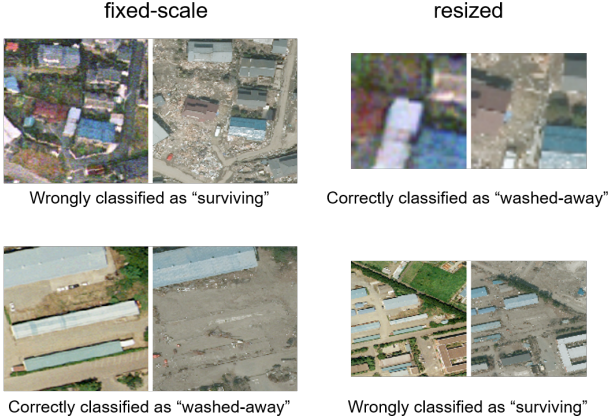 fixed-scale
resized
Wrongly classified as “surviving”
Correctly classified as “washed-away”
Correctly classified as “washed-away”
Wrongly classified as “surviving”